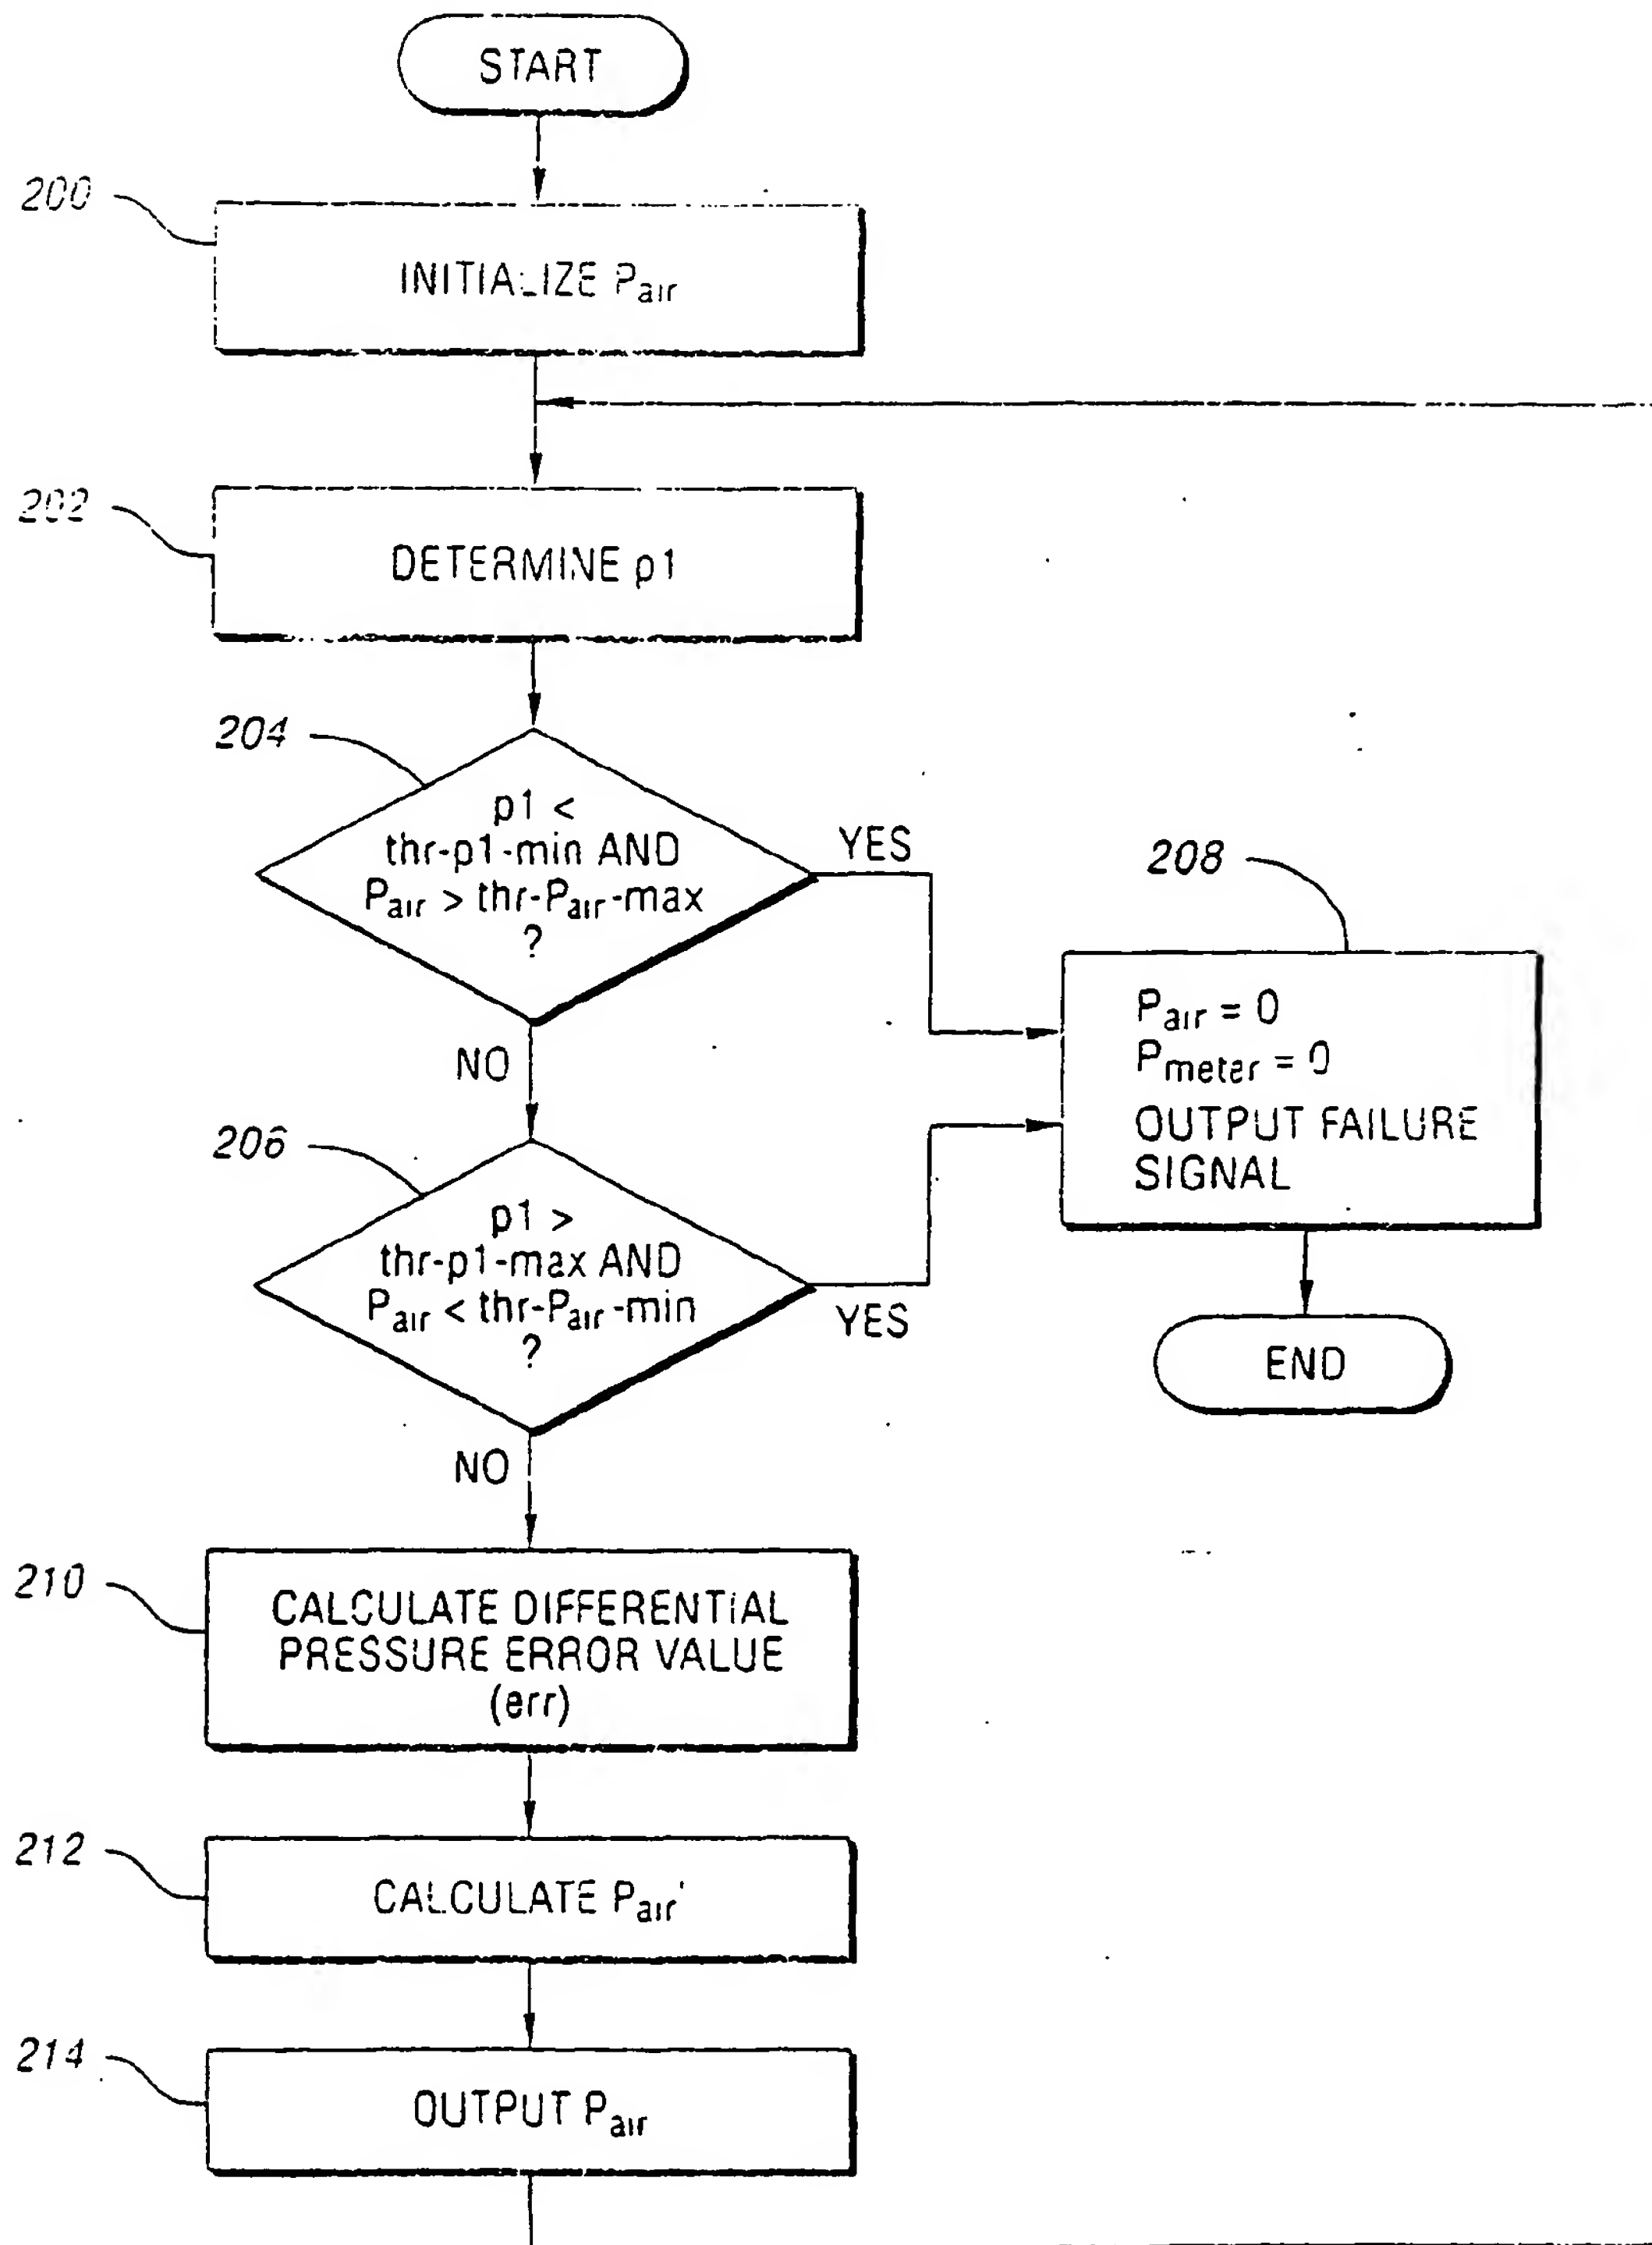 START
200
INITIALIZE Pair
202
DETERMINE p1
204
p1 <
thr-p1-min AND
Pair > thr-Pair-max
?
YES
NO
208
Pair = 0
Pmeter = 0
OUTPUT FAILURE
SIGNAL
END
206
p1 >
thr-p1-max AND
Pair < thr-Pair-min
?
YES
NO
210
CALCULATE DIFFERENTIAL
PRESSURE ERROR VALUE
(err)
212
CALCULATE Pair'
214
OUTPUT Pair